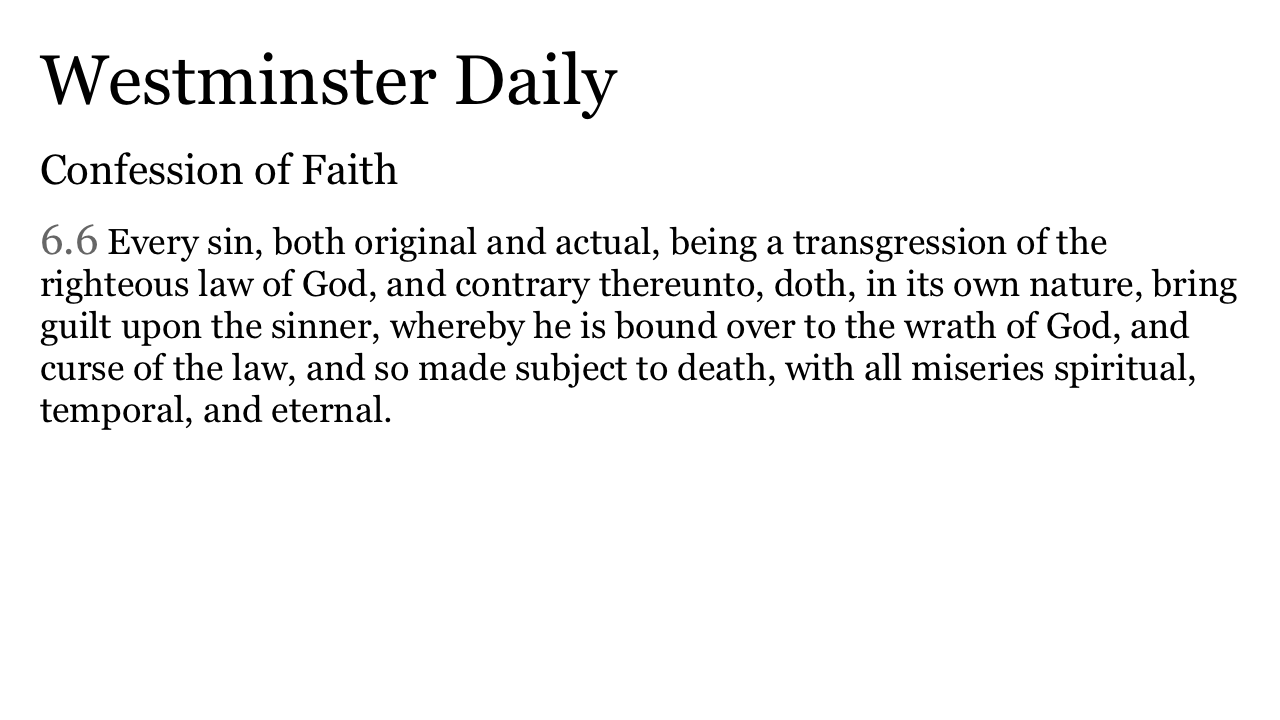 Westminster Daily
Confession of Faith
6.6 Every sin, both original and actual, being a transgression of the
righteous law of God, and contrary thereunto, doth, in its own nature, bring
guilt upon the sinner, whereby he is bound over to the wrath of God, and
curse of the law, and so made subject to death, with all miseries spiritual,
temporal, and eternal.